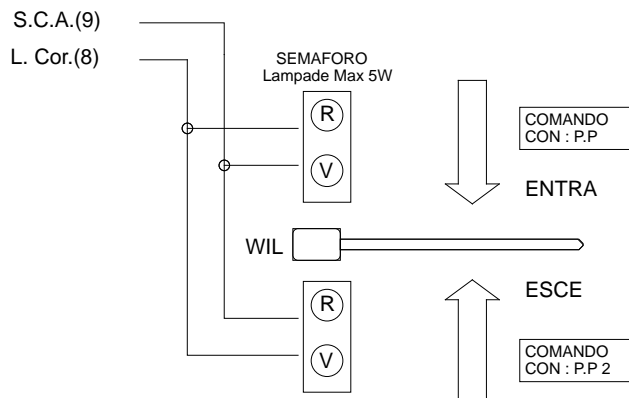 S.C.A.(9)
L. Cor.(8)
SEMAFORO
Lampade Max 5W
R
V
COMANDO
CON : P.P
ENTRA
WIL
ESCE
R
V
COMANDO
CON : P.P 2